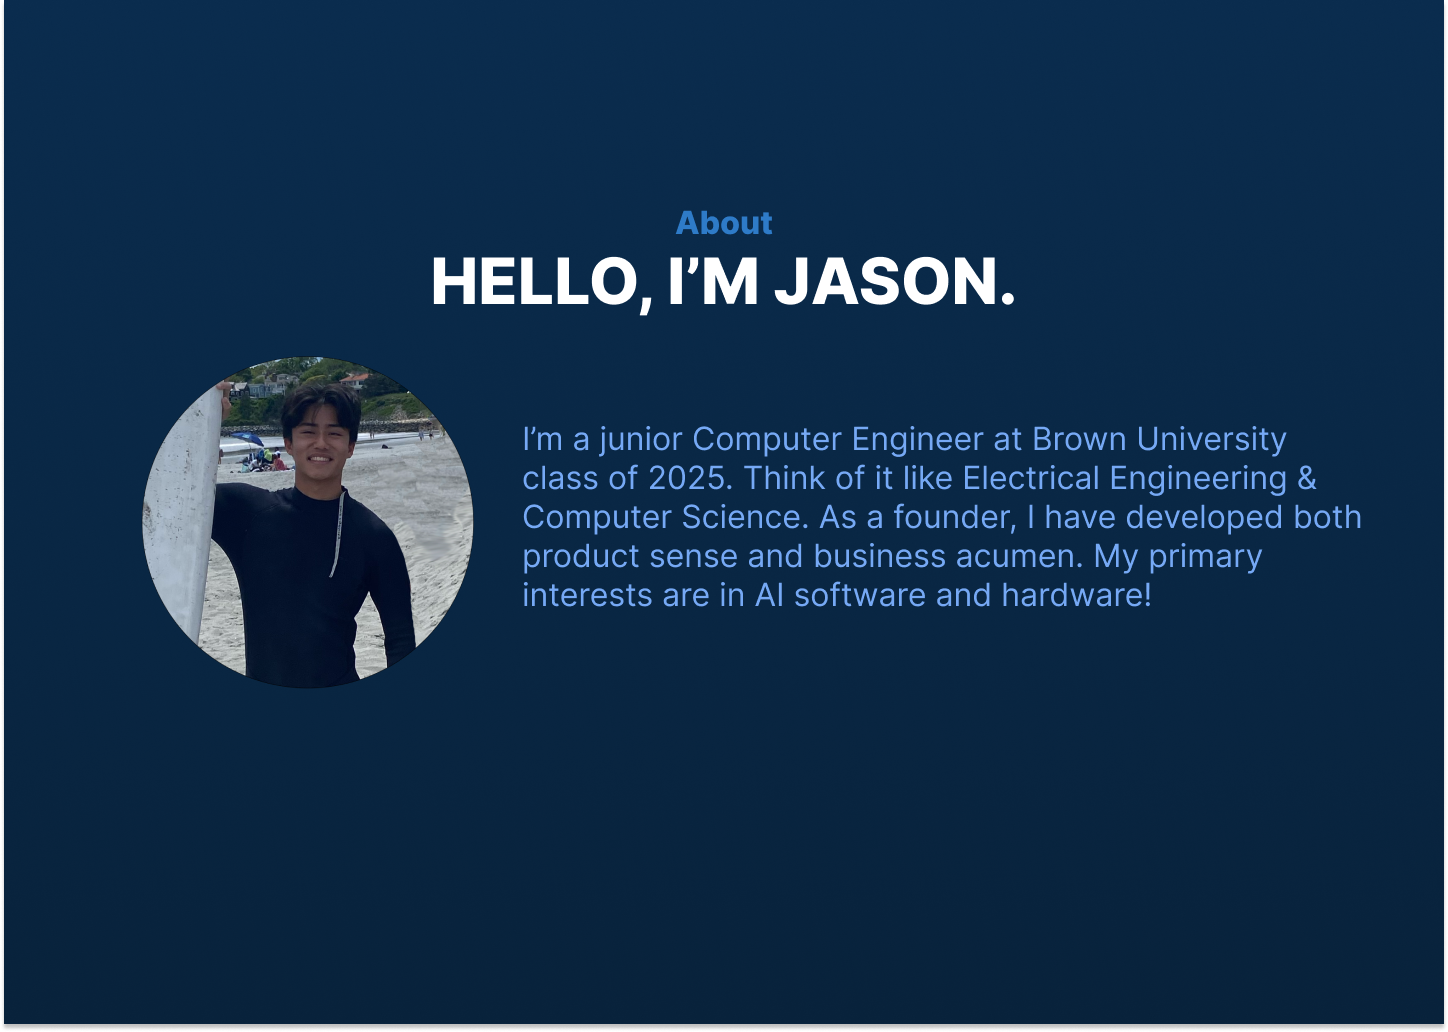 About
HELLO, I’M JASON.
I’m a junior Computer Engineer at Brown University
class of 2025. Think of it like Electrical Engineering &
Computer Science. As a founder, I have developed both
product sense and business acumen. My primary
interests are in AI software and hardware!